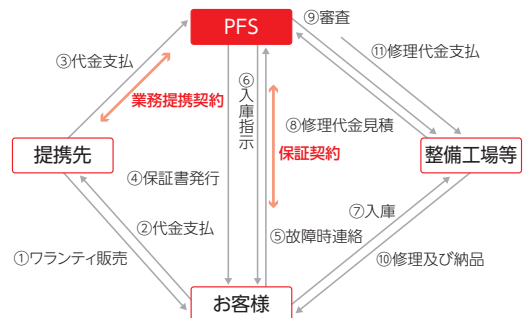 PFS
⑨審査
③代金支払
⑪修理代金支払
⑥入庫指示
業務提携契約
⑧修理代金見積
提携先
保証契約
整備工場等
④保証書発行
⑦入庫
②代金支払
⑤故障時連絡
①ワランティ販売
⑩修理及び納品
お客様